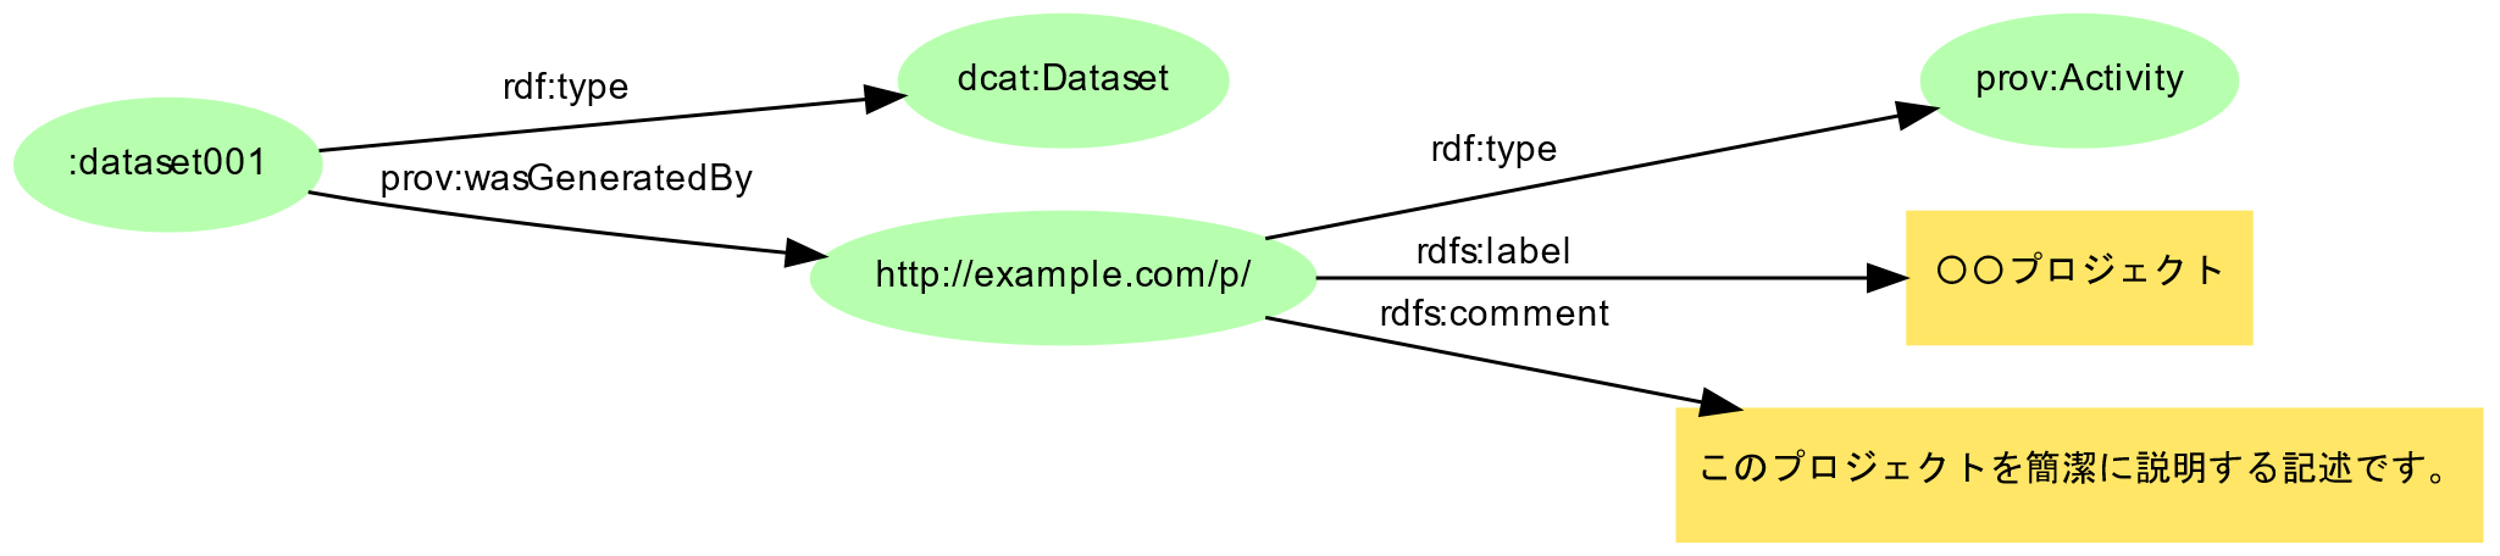 :dataset001
rdf:type
prov:wasGeneratedBy
dcat:Dataset
http://example.com/p/
rdf:type
rdfs:label
rdfs:comment
prov:Activity
〇〇プロジェクト
このプロジェクトを簡潔に説明する記述です。